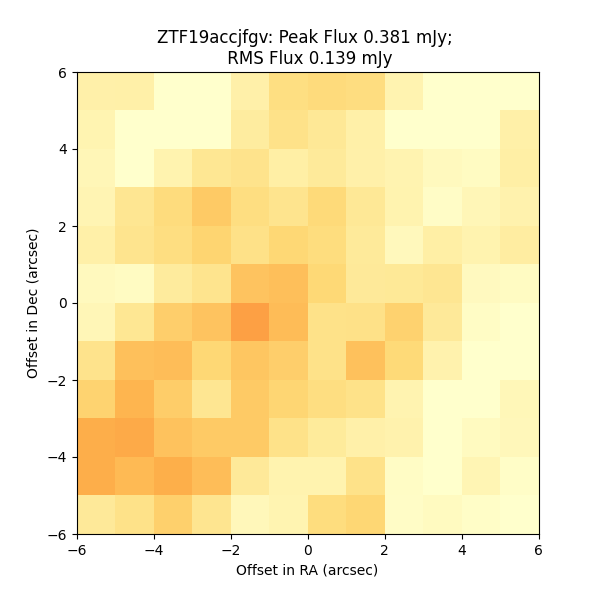 ZTF19accjfgv: Peak Flux 0.381 mJy;
RMS Flux 0.139 mJy
6
4
2
0
−2
−4
−6
Offset in Dec (arcsec)
−6 −4 −2 0 2 4 6
Offset in RA (arcsec)